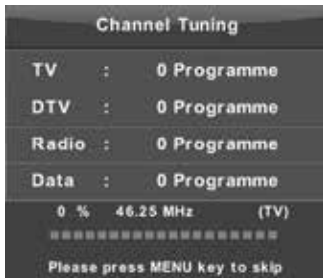 Channel Tuning
TV : 0 Programme
DTV : 0 Programme
Radio : 0 Programme
Data : 0 Programme
0 % 46.25 MHz (TV)
Please press MENU key to skip